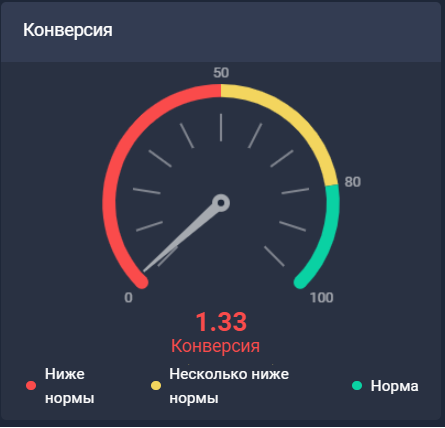 Конверсия
50
80
0
100
1.33
Конверсия
Ниже
нормы
Несколько ниже
нормы
Норма